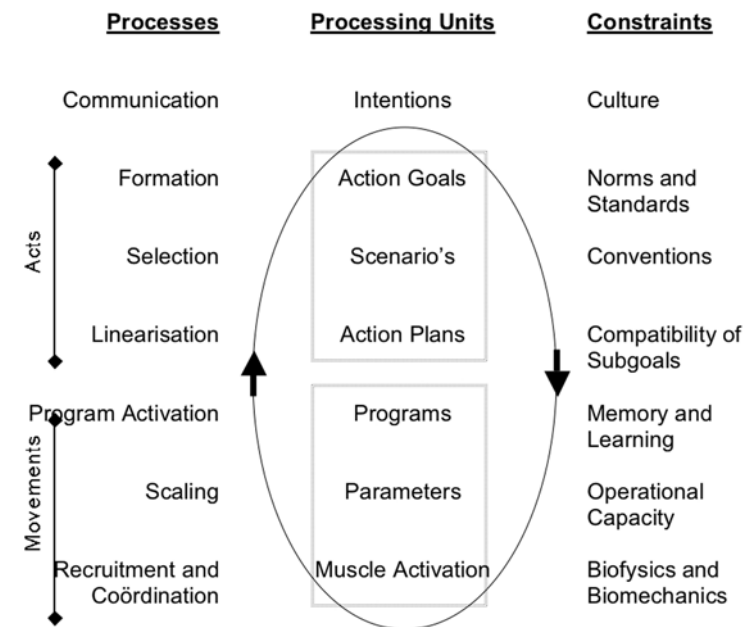 Processes Processing Units Constraints
Communication Intentions Culture
Formation Action Goals Norms and
Standards
Acts
Selection Scenario's Conventions
Linearisation Action Plans Compatibility of
Subgoals
Program Activation Programs Memory and
Learning
Movements
Scaling Parameters Operational
Capacity
Recruitment and Muscle Activation Biofysics and
Coördination Biomechanics